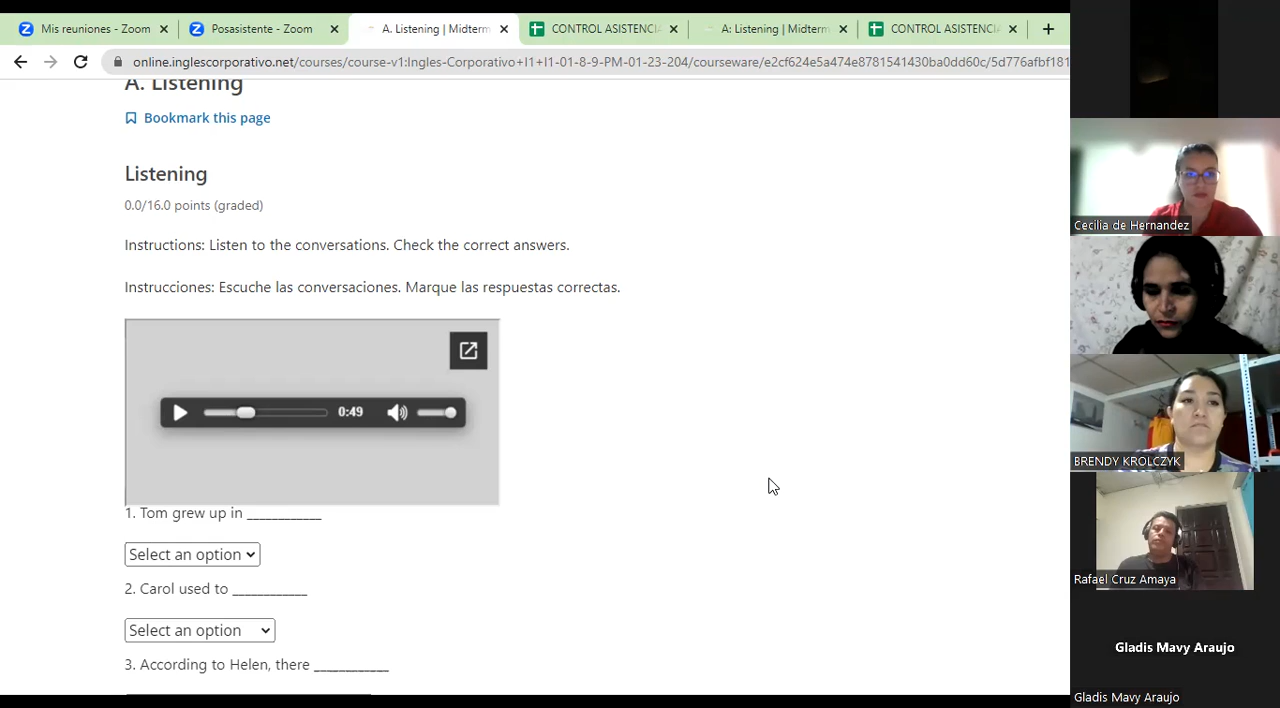 Mis reuniones - Zoom
Posasistente - Zoom
A. Listening | Midterm
CONTROL ASISTENCIA
A: Listening | Midterm
CONTROL ASISTENCIA
online.inglescorporativo.net/courses/course-v1:Ingles-Corporativo+I1+I1-01-8-9-PM-01-23-204/courseware/e2cf624e5a474e8781541430ba0dd60c/5d776afbf181
A. Listening
Bookmark this page
Listening
0.0/16.0 points (graded)
Instructions: Listen to the conversations. Check the correct answers.
Instrucciones: Escuche las conversaciones. Marque las respuestas correctas.
0:49
1. Tom grew up in ____________
Select an option
2. Carol used to ____________
Select an option
3. According to Helen, there ____________
Cecilia de Hernandez
BRENDY KROLCZYK
Rafael Cruz Amaya
Gladis Mavy Araujo
Gladis Mavy Araujo